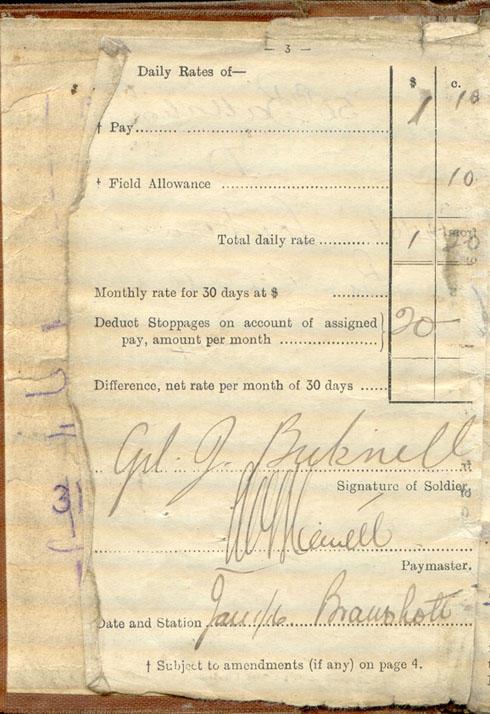 — 3 —
Daily Rates of—
$ c.
† Pay 1 10
† Field Allowance 10
Total daily rate 1 20
Monthly rate for 30 days at $
Deduct Stoppages on account of assigned 20 —
pay, amount per month
Difference, net rate per month of 30 days
Cpl. J. Bucknell
Signature of Soldier,
Paymaster.
Date and Station Jan 1/16 Bramshott
† Subject to amendments (if any) on page 4.